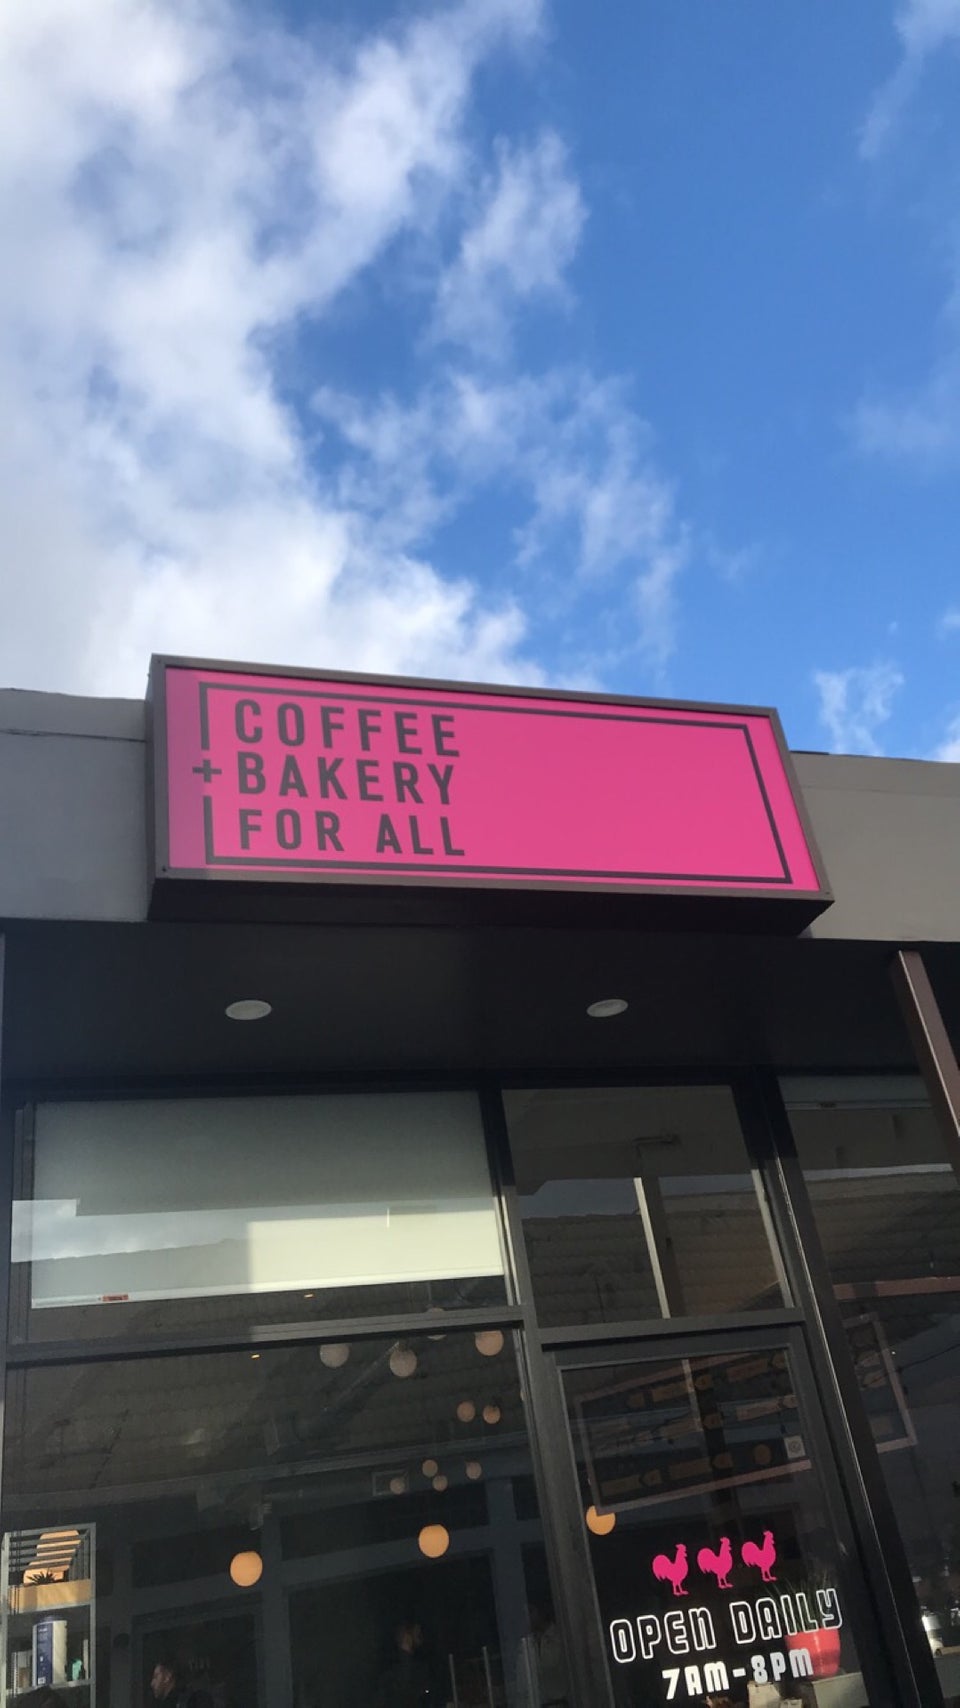 COFFEE
+BAKERY
FOR ALL
OPEN DAILY
7AM-8PM